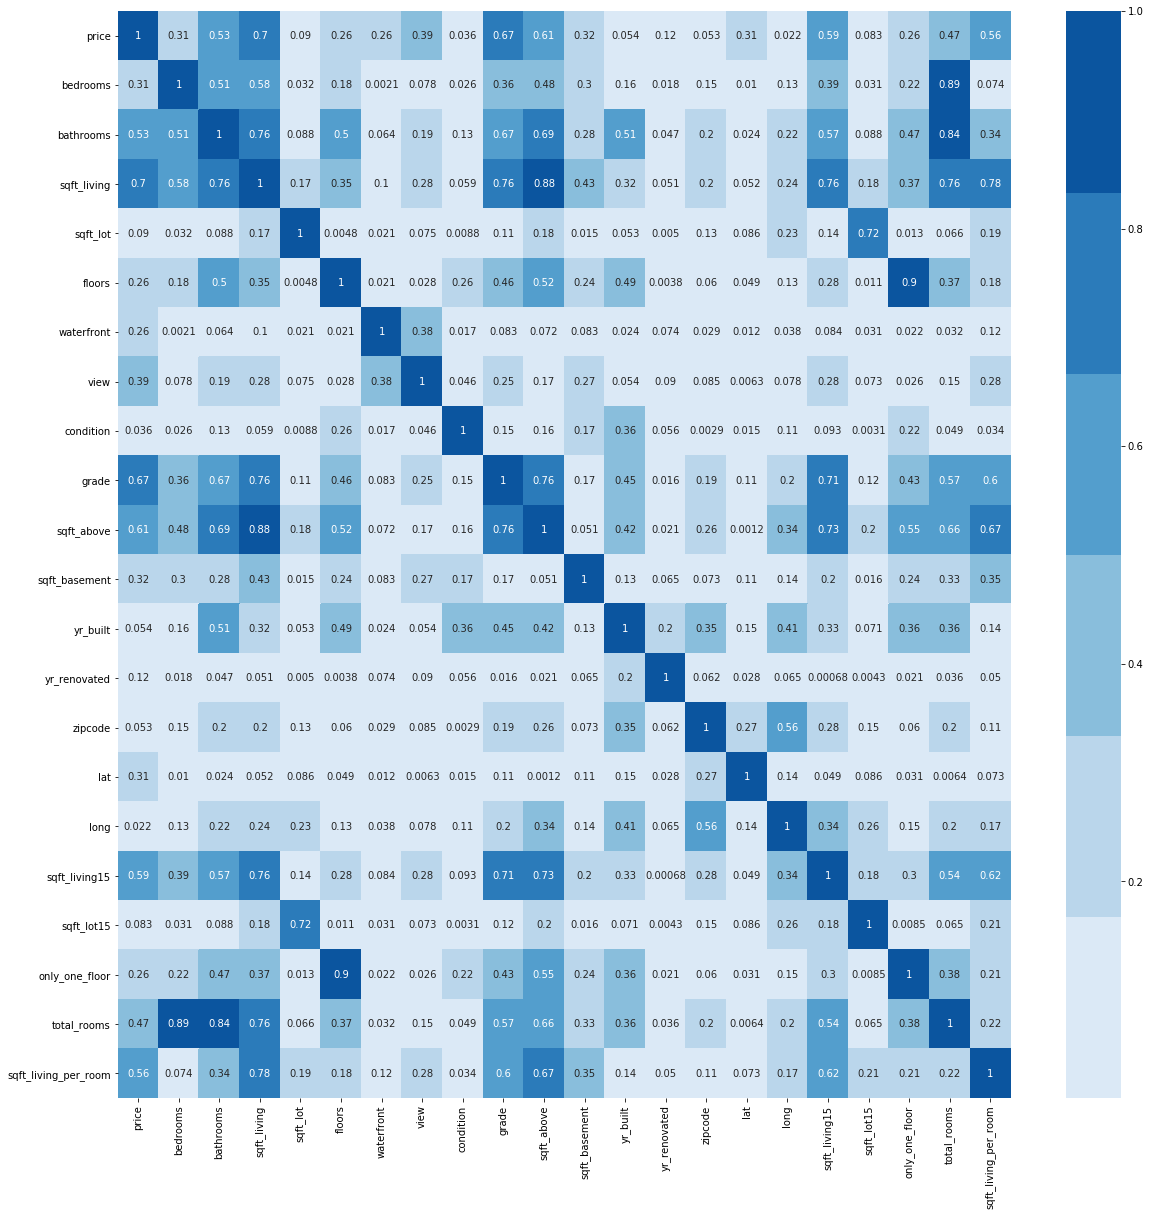 price 1 0.31 0.53 0.7 0.09 0.26 0.26 0.39 0.036 0.67 0.61 0.32 0.054 0.12 0.053 0.31 0.022 0.59 0.083 0.26 0.47 0.56
bedrooms 0.31 1 0.51 0.58 0.032 0.18 0.0021 0.078 0.026 0.36 0.48 0.3 0.16 0.018 0.15 0.01 0.13 0.39 0.031 0.22 0.89 0.074
bathrooms 0.53 0.51 1 0.76 0.088 0.5 0.064 0.19 0.13 0.67 0.69 0.28 0.51 0.047 0.2 0.024 0.22 0.57 0.088 0.47 0.84 0.34
sqft_living 0.7 0.58 0.76 1 0.17 0.35 0.1 0.28 0.059 0.76 0.88 0.43 0.32 0.051 0.2 0.052 0.24 0.76 0.18 0.37 0.76 0.78
sqft_lot 0.09 0.032 0.088 0.17 1 0.0048 0.021 0.075 0.0088 0.11 0.18 0.015 0.053 0.005 0.13 0.086 0.23 0.14 0.72 0.013 0.066 0.19
floors 0.26 0.18 0.5 0.35 0.0048 1 0.021 0.028 0.26 0.46 0.52 0.24 0.49 0.0038 0.06 0.049 0.13 0.28 0.011 0.9 0.37 0.18
waterfront 0.26 0.0021 0.064 0.1 0.021 0.021 1 0.38 0.017 0.083 0.072 0.083 0.024 0.074 0.029 0.012 0.038 0.084 0.031 0.022 0.032 0.12
view 0.39 0.078 0.19 0.28 0.075 0.028 0.38 1 0.046 0.25 0.17 0.27 0.054 0.09 0.085 0.0063 0.078 0.28 0.073 0.026 0.15 0.28
condition 0.036 0.026 0.13 0.059 0.0088 0.26 0.017 0.046 1 0.15 0.16 0.17 0.36 0.056 0.0029 0.015 0.11 0.093 0.0031 0.22 0.049 0.034
grade 0.67 0.36 0.67 0.76 0.11 0.46 0.083 0.25 0.15 1 0.76 0.17 0.45 0.016 0.19 0.11 0.2 0.71 0.12 0.43 0.57 0.6
sqft_above 0.61 0.48 0.69 0.88 0.18 0.52 0.072 0.17 0.16 0.76 1 0.051 0.42 0.021 0.26 0.0012 0.34 0.73 0.2 0.55 0.66 0.67
sqft_basement 0.32 0.3 0.28 0.43 0.015 0.24 0.083 0.27 0.17 0.17 0.051 1 0.13 0.065 0.073 0.11 0.14 0.2 0.016 0.24 0.33 0.35
yr_built 0.054 0.16 0.51 0.32 0.053 0.49 0.024 0.054 0.36 0.45 0.42 0.13 1 0.2 0.35 0.15 0.41 0.33 0.071 0.36 0.36 0.14
yr_renovated 0.12 0.018 0.047 0.051 0.005 0.0038 0.074 0.09 0.056 0.016 0.021 0.065 0.2 1 0.062 0.028 0.065 0.00068 0.0043 0.021 0.036 0.05
zipcode 0.053 0.15 0.2 0.2 0.13 0.06 0.029 0.085 0.0029 0.19 0.26 0.073 0.35 0.062 1 0.27 0.56 0.28 0.15 0.06 0.2 0.11
lat 0.31 0.01 0.024 0.052 0.086 0.049 0.012 0.0063 0.015 0.11 0.0012 0.11 0.15 0.028 0.27 1 0.14 0.049 0.086 0.031 0.0064 0.073
long 0.022 0.13 0.22 0.24 0.23 0.13 0.038 0.078 0.11 0.2 0.34 0.14 0.41 0.065 0.56 0.14 1 0.34 0.26 0.15 0.2 0.17
sqft_living15 0.59 0.39 0.57 0.76 0.14 0.28 0.084 0.28 0.093 0.71 0.73 0.2 0.33 0.00068 0.28 0.049 0.34 1 0.18 0.3 0.54 0.62
sqft_lot15 0.083 0.031 0.088 0.18 0.72 0.011 0.031 0.073 0.0031 0.12 0.2 0.016 0.071 0.0043 0.15 0.086 0.26 0.18 1 0.0085 0.065 0.21
only_one_floor 0.26 0.22 0.47 0.37 0.013 0.9 0.022 0.026 0.22 0.43 0.55 0.24 0.36 0.021 0.06 0.031 0.15 0.3 0.0085 1 0.38 0.21
total_rooms 0.47 0.89 0.84 0.76 0.066 0.37 0.032 0.15 0.049 0.57 0.66 0.33 0.36 0.036 0.2 0.0064 0.2 0.54 0.065 0.38 1 0.22
sqft_living_per_room 0.56 0.074 0.34 0.78 0.19 0.18 0.12 0.28 0.034 0.6 0.67 0.35 0.14 0.05 0.11 0.073 0.17 0.62 0.21 0.21 0.22 1
price
bedrooms
bathrooms
sqft_living
sqft_lot
floors
waterfront
view
condition
grade
sqft_above
sqft_basement
yr_built
yr_renovated
zipcode
lat
long
sqft_living15
sqft_lot15
only_one_floor
total_rooms
sqft_living_per_room
1.0
0.8
0.6
0.4
0.2